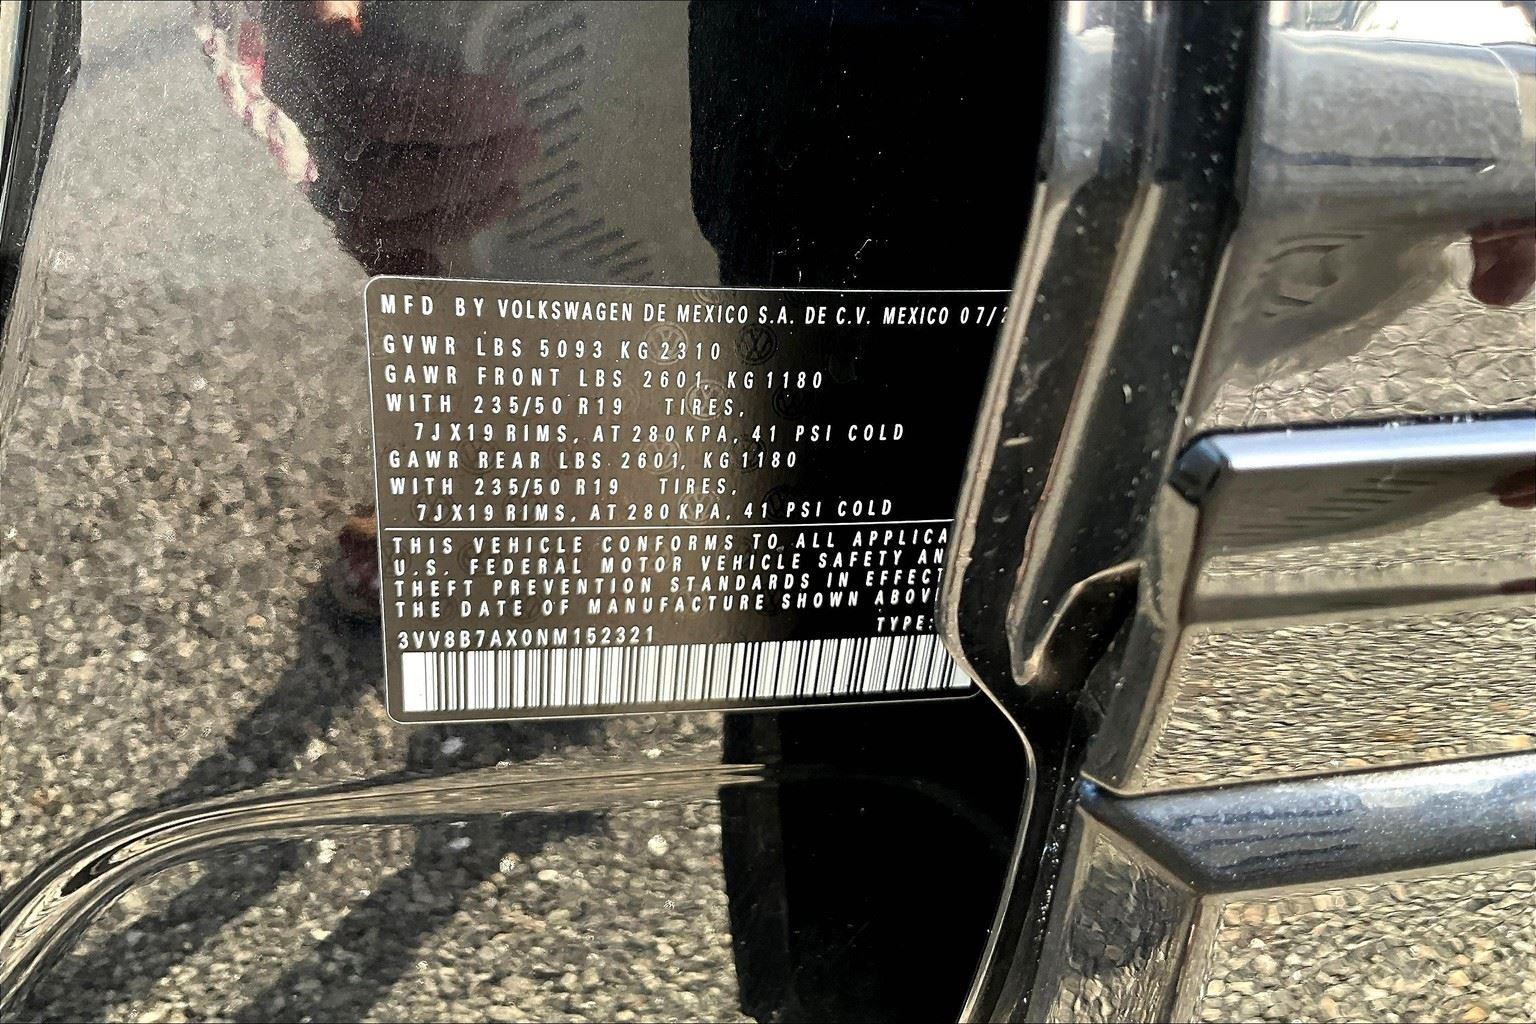 MFD BY VOLKSWAGEN DE MEXICO S.A. DE C.V. MEXICO 07/
GVWR LBS 5093 KG 2310
GAWR FRONT LBS 2601, KG 1180
WITH 235/50 R19 TIRES,
7JX19 RIMS, AT 280 KPA, 41 PSI COLD
GAWR REAR LBS 2601, KG 1180
WITH 235/50 R19 TIRES,
7JX19 RIMS, AT 280 KPA, 41 PSI COLD
THIS VEHICLE CONFORMS TO ALL
U.S. FEDERAL MOTOR VEHICLE SAFETY
THEFT PREVENTION STANDARDS IN EFFECT
THE DATE OF MANUFACTURE SHOWN
TYPE:
3VV8B7AX0NM152321